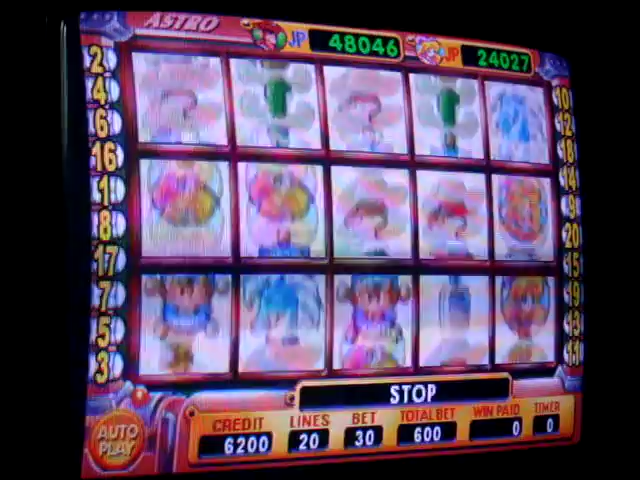 ASTRO JP 48046 JP 24027
2 10
4 12
6 18
16 14
1 9
8 20
17 15
7 19
5 13
3 11
STOP
AUTO PLAY
CREDIT LINES BET TOTAL BET WIN PAID TIMER
6200 20 30 600 0 0